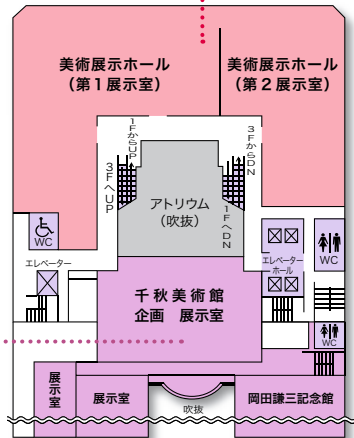 美術展示ホール
（第１展示室）
美術展示ホール
（第２展示室）
1FからUP
3FからDN
3FへUP
1FへDN
アトリウム
（吹抜）
WC
エレベーター
エレベーター
ホール
WC
千秋美術館
企画 展示室
WC
展示室
展示室
吹抜
岡田謙三記念館